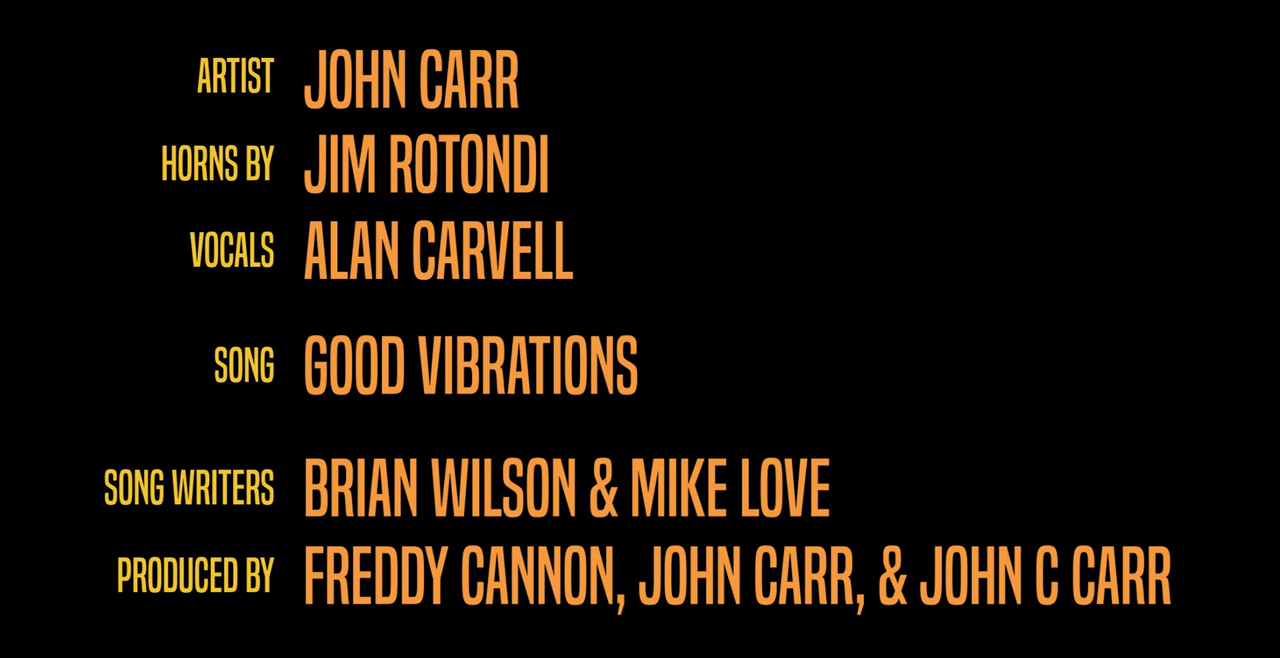 ARTIST JOHN CARR
HORNS BY JIM ROTONDI
VOCALS ALAN CARVELL
SONG GOOD VIBRATIONS
SONG WRITERS BRIAN WILSON & MIKE LOVE
PRODUCED BY FREDDY CANNON, JOHN CARR, & JOHN C CARR